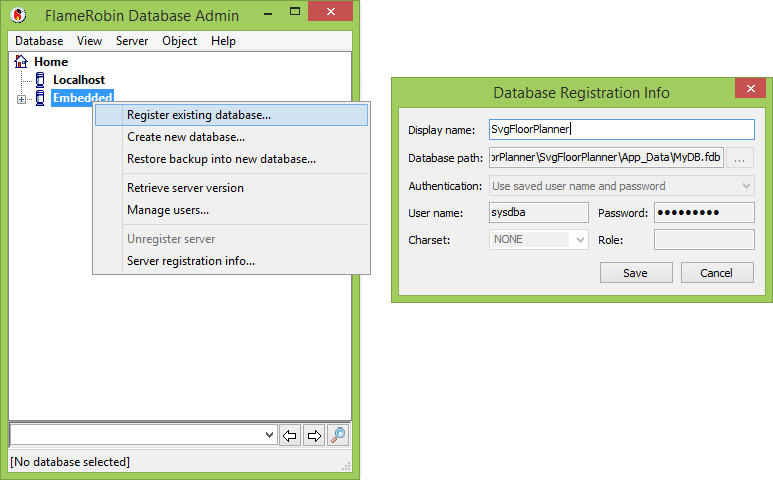 FlameRobin Database Admin
Database View Server Object Help
Home
Localhost
Embedded
Register existing database...
Create new database...
Restore backup into new database...
Retrieve server version
Manage users...
Unregister server
Server registration info...
[No database selected]
Database Registration Info
Display name: SvgFloorPlanner
Database path: orPlanner\SvgFloorPlanner\App_Data\MyDB.fdb ...
Authentication: Use saved user name and password
User name: sysdba Password: ●●●●●●●●●
Charset: NONE Role:
Save Cancel